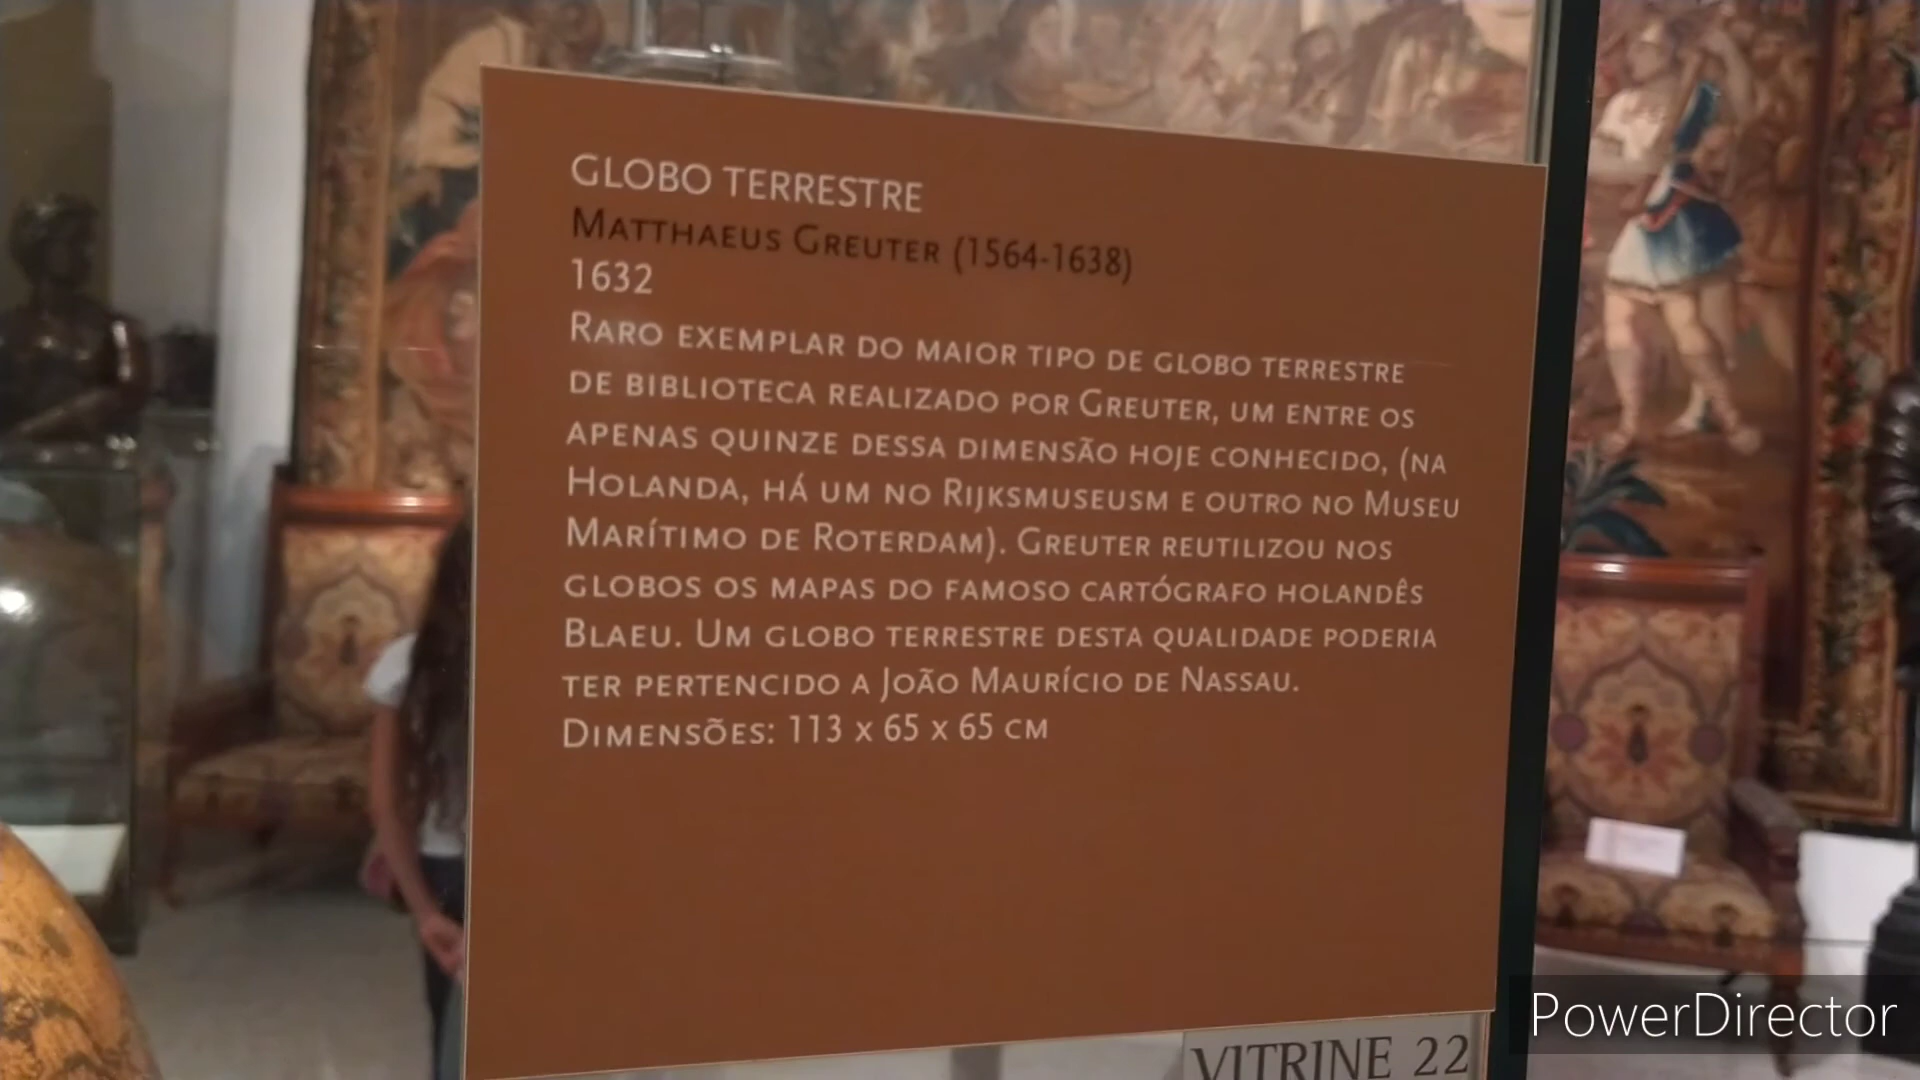 GLOBO TERRESTRE
MATTHAEUS GREUTER (1564-1638)
1632
RARO EXEMPLAR DO MAIOR TIPO DE GLOBO TERRESTRE
DE BIBLIOTECA REALIZADO POR GREUTER, UM ENTRE OS
APENAS QUINZE DESSA DIMENSÃO HOJE CONHECIDO, (NA
HOLANDA, HÁ UM NO RIJKSMUSEUSM E OUTRO NO MUSEU
MARÍTIMO DE ROTERDAM). GREUTER REUTILIZOU NOS
GLOBOS OS MAPAS DO FAMOSO CARTÓGRAFO HOLANDÊS
BLAEU. UM GLOBO TERRESTRE DESTA QUALIDADE PODERIA
TER PERTENCIDO A JOÃO MAURÍCIO DE NASSAU.
DIMENSÕES: 113 X 65 X 65 CM
VITRINE 22
PowerDirector